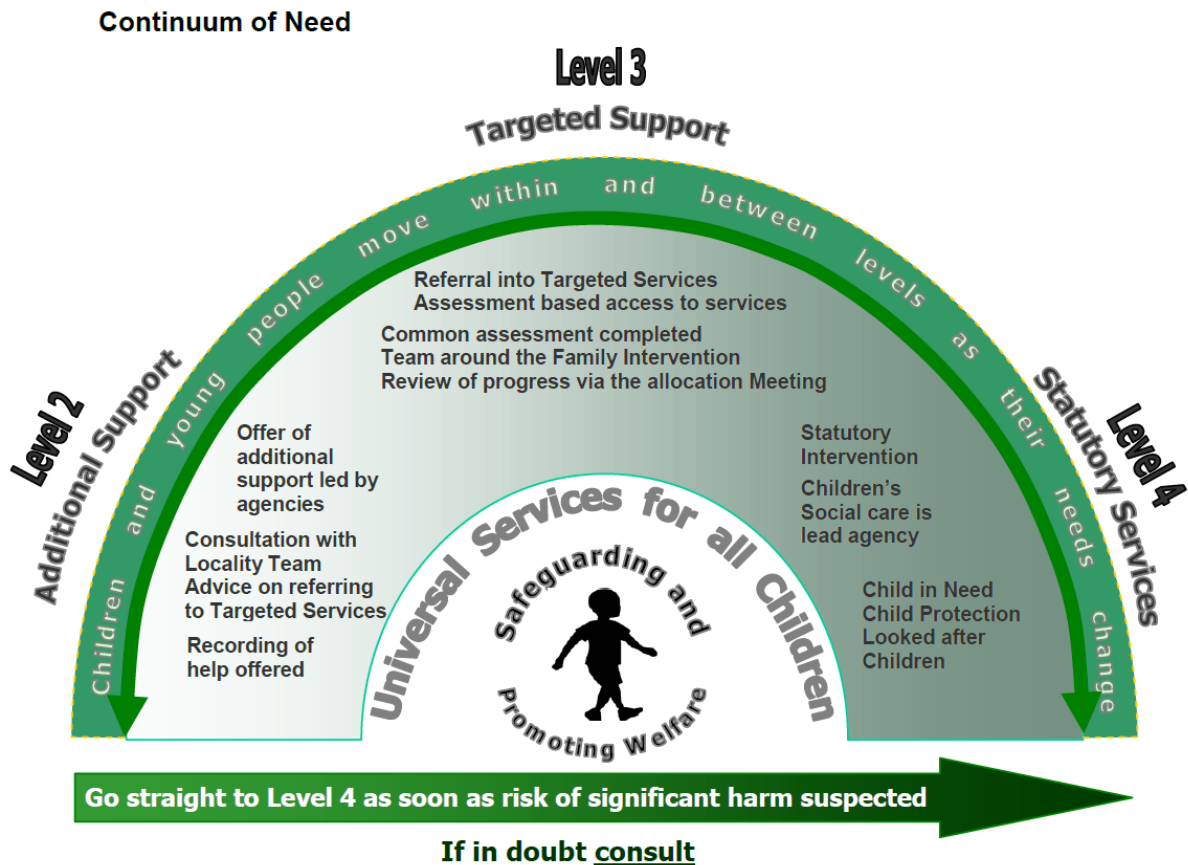 Continuum of Need
Level 3
Targeted Support
Level 2
Additional Support
Level 4
Statutory Services
Children and young people move within and between levels as their needs change
Referral into Targeted Services
Assessment based access to services
Common assessment completed
Team around the Family Intervention
Review of progress via the allocation Meeting
Offer of
additional
support led by
agencies
Consultation with
Locality Team
Advice on referring
to Targeted Services
Recording of
help offered
Statutory
Intervention
Children’s
Social care is
lead agency
Child in Need
Child Protection
Looked after
Children
Universal Services for all Children
Safeguarding and
Promoting Welfare
Go straight to Level 4 as soon as risk of significant harm suspected
If in doubt consult